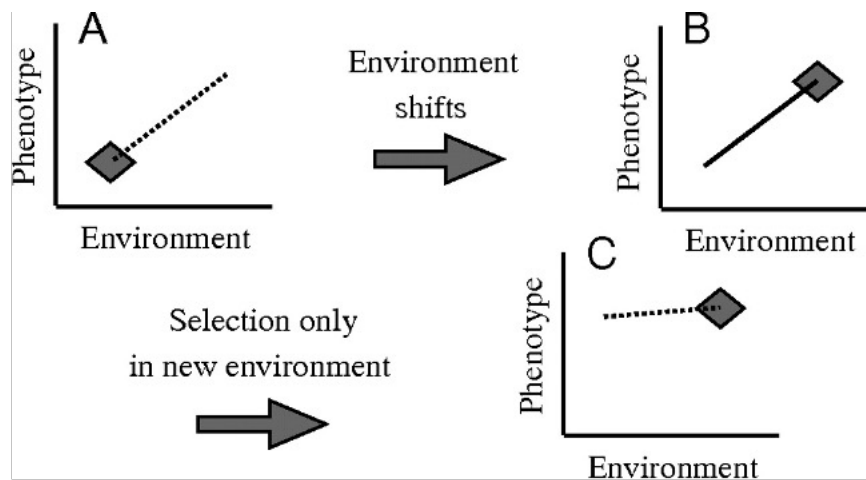 A
Phenotype
Environment
Environment
shifts
B
Phenotype
Environment
Selection only
in new environment
C
Phenotype
Environment